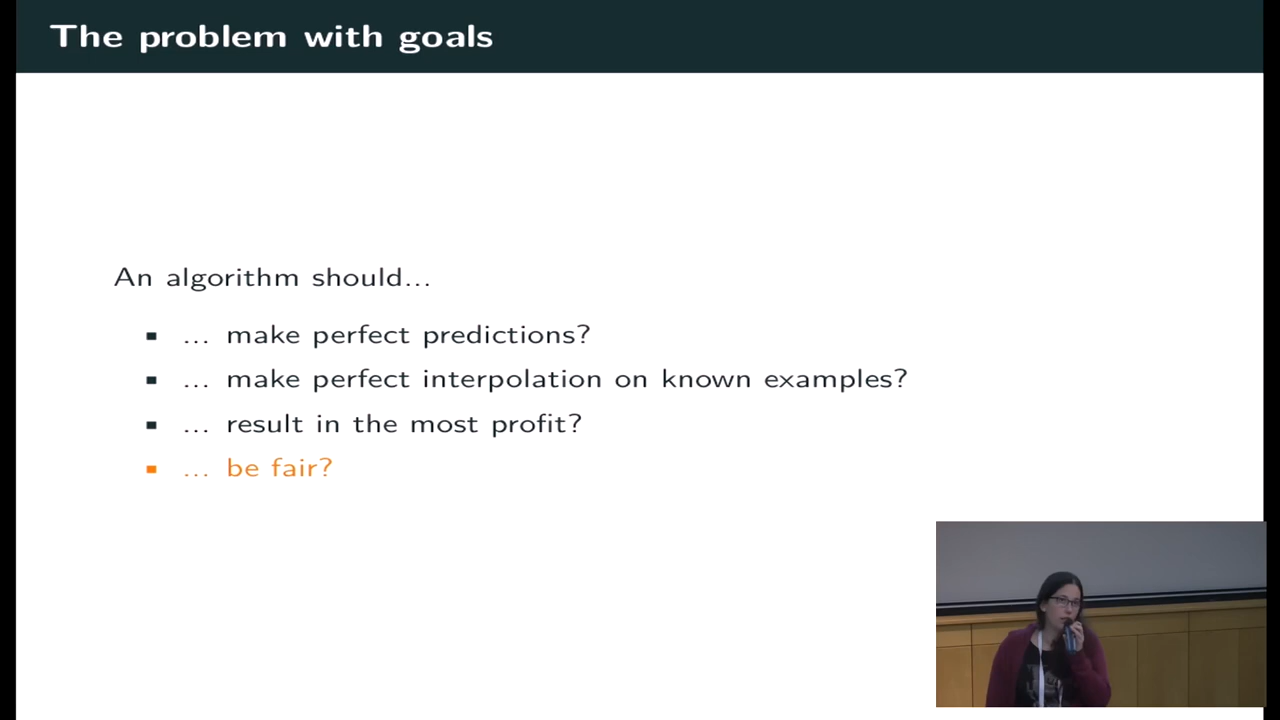 The problem with goals
An algorithm should...
... make perfect predictions?
... make perfect interpolation on known examples?
... result in the most profit?
... be fair?